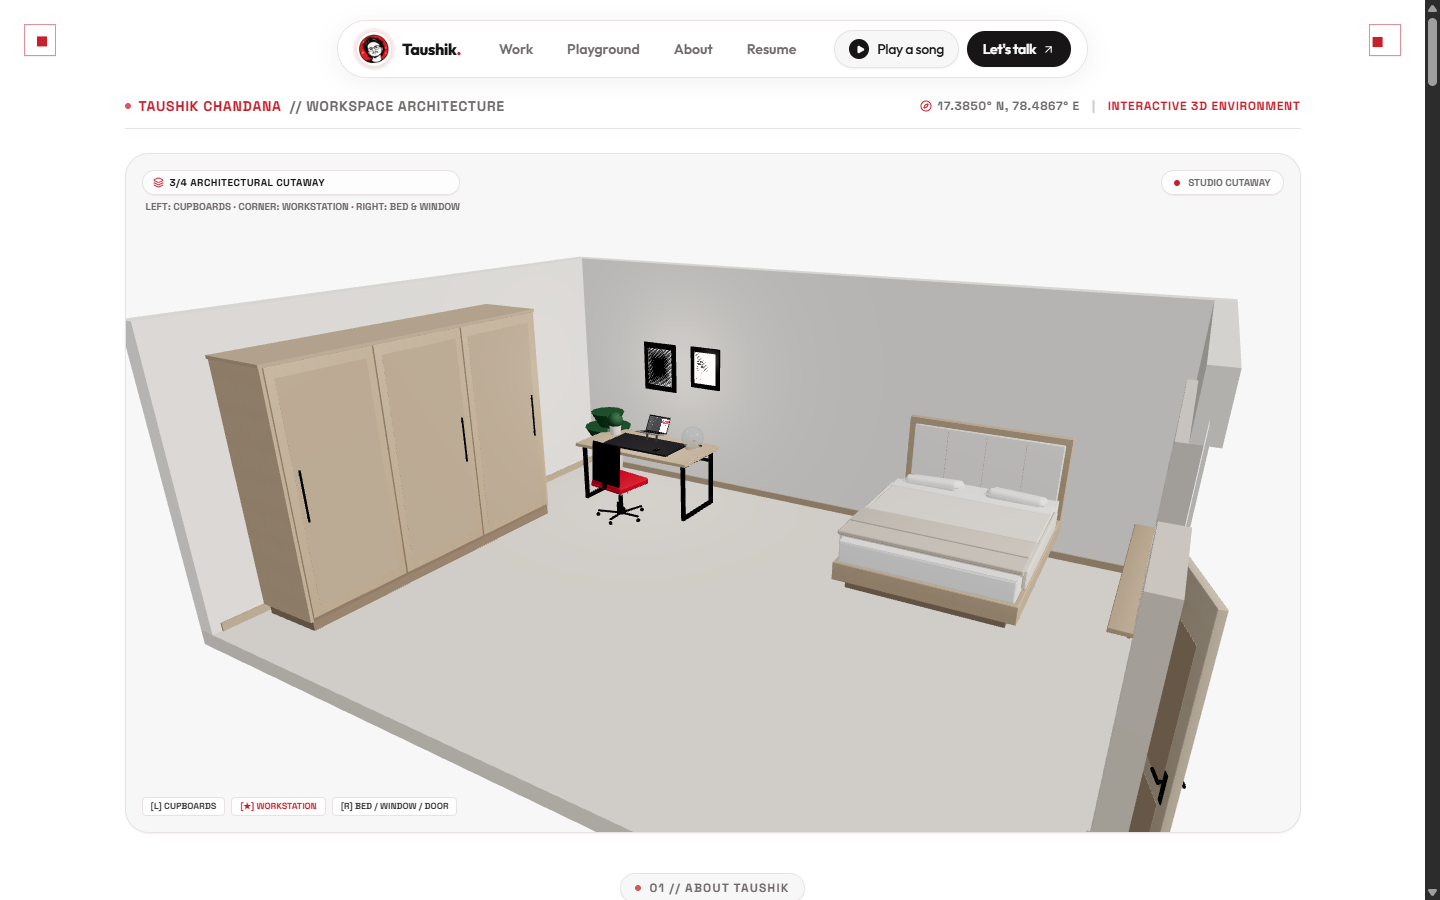 Taushik.
Work
Playground
About
Resume
Play a song
Let's talk
TAUSHIK CHANDANA // WORKSPACE ARCHITECTURE
17.3850° N, 78.4867° E | INTERACTIVE 3D ENVIRONMENT
3/4 ARCHITECTURAL CUTAWAY
STUDIO CUTAWAY
LEFT: CUPBOARDS · CORNER: WORKSTATION · RIGHT: BED & WINDOW
[L] CUPBOARDS
[★] WORKSTATION
[R] BED / WINDOW / DOOR
01 // ABOUT TAUSHIK